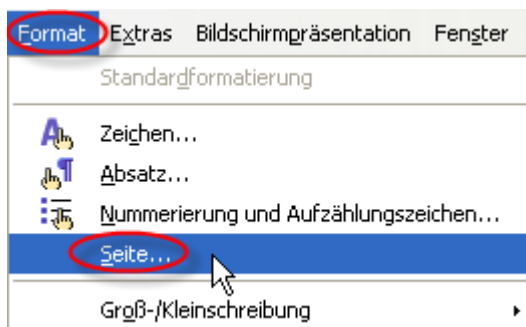 Format Extras Bildschirmpräsentation Fenster
Standardformatierung
Zeichen...
Absatz...
Nummerierung und Aufzählungszeichen...
Seite...
Groß-/Kleinschreibung